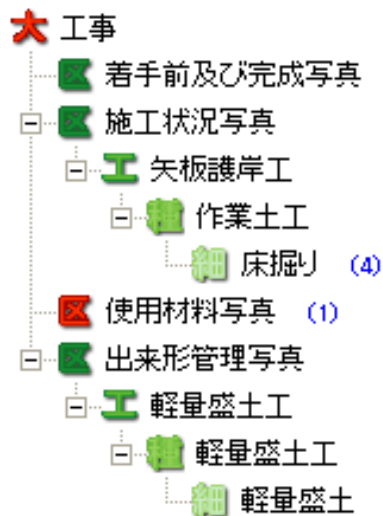 大 工事
区 着手前及び完成写真
区 施工状況写真
工 矢板護岸工
種 作業土工
細 床掘り (4)
区 使用材料写真 (1)
区 出来形管理写真
工 軽量盛土工
種 軽量盛土工
細 軽量盛土